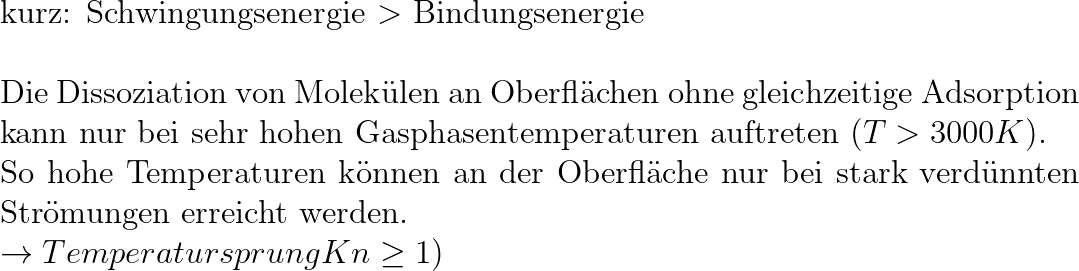 kurz: Schwingungsenergie > Bindungsenergie
Die Dissoziation von Molekülen an Oberflächen ohne gleichzeitige Adsorption
kann nur bei sehr hohen Gasphasentemperaturen auftreten (T > 3000K).
So hohe Temperaturen können an der Oberfläche nur bei stark verdünnten
Strömungen erreicht werden.
→ TemperatursprungKn ≥ 1)